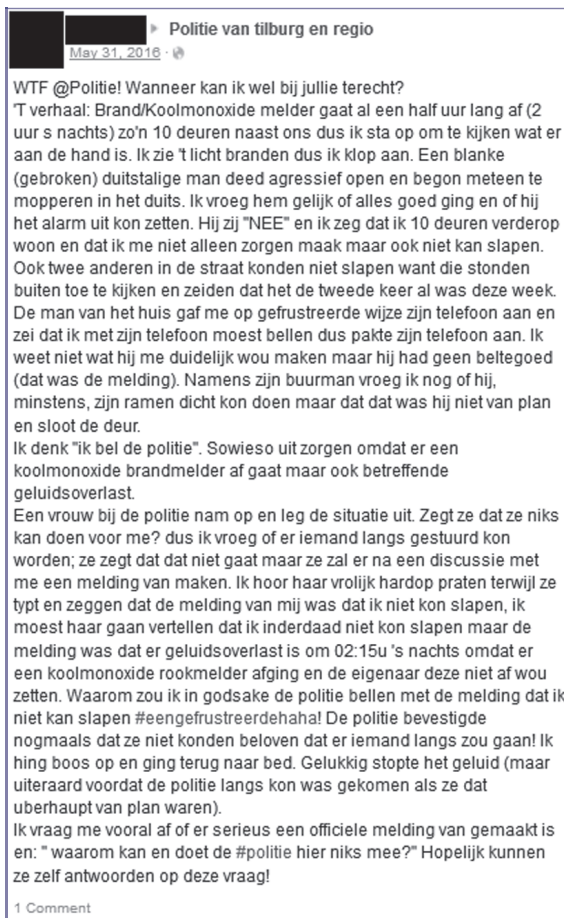 Politie van tilburg en regio
May 31, 2016
WTF @Politie! Wanneer kan ik wel bij jullie terecht?
'T verhaal: Brand/Koolmonoxide melder gaat al een half uur lang af (2
uur s nachts) zo'n 10 deuren naast ons dus ik sta op om te kijken wat er
aan de hand is. Ik zie 't licht branden dus ik klop aan. Een blanke
(gebroken) duitstalige man deed agressief open en begon meteen te
mopperen in het duits. Ik vroeg hem gelijk of alles goed ging en of hij
het alarm uit kon zetten. Hij zij "NEE" en ik zeg dat ik 10 deuren verderop
woon en dat ik me niet alleen zorgen maak maar ook niet kan slapen.
Ook twee anderen in de straat konden niet slapen want die stonden
buiten toe te kijken en zeiden dat het de tweede keer al was deze week.
De man van het huis gaf me op gefrustreerde wijze zijn telefoon aan en
zei dat ik met zijn telefoon moest bellen dus pakte zijn telefoon aan. Ik
weet niet wat hij me duidelijk wou maken maar hij had geen beltegoed
(dat was de melding). Namens zijn buurman vroeg ik nog of hij,
minstens, zijn ramen dicht kon doen maar dat dat was hij niet van plan
en sloot de deur.
Ik denk "ik bel de politie". Sowieso uit zorgen omdat er een
koolmonoxide brandmelder af gaat maar ook betreffende
geluidsoverlast.
Een vrouw bij de politie nam op en leg de situatie uit. Zegt ze dat ze niks
kan doen voor me? dus ik vroeg of er iemand langs gestuurd kon
worden; ze zegt dat dat niet gaat maar ze zal er na een discussie met
me een melding van maken. Ik hoor haar vrolijk hardop praten terwijl ze
typt en zeggen dat de melding van mij was dat ik niet kon slapen, ik
moest haar gaan vertellen dat ik inderdaad niet kon slapen maar de
melding was dat er geluidsoverlast is om 02:15u 's nachts omdat er
een koolmonoxide rookmelder afging en de eigenaar deze niet af wou
zetten. Waarom zou ik in godsake de politie bellen met de melding dat ik
niet kan slapen #eengefrustreerdehaha! De politie bevestigde
nogmaals dat ze niet konden beloven dat er iemand langs zou gaan! Ik
hing boos op en ging terug naar bed. Gelukkig stopte het geluid (maar
uiteraard voordat de politie langs kon was gekomen als ze dat
uberhaupt van plan waren).
Ik vraag me vooral af of er serieus een officiele melding van gemaakt is
en: " waarom kan en doet de #politie hier niks mee?" Hopelijk kunnen
ze zelf antwoorden op deze vraag!
1 Comment